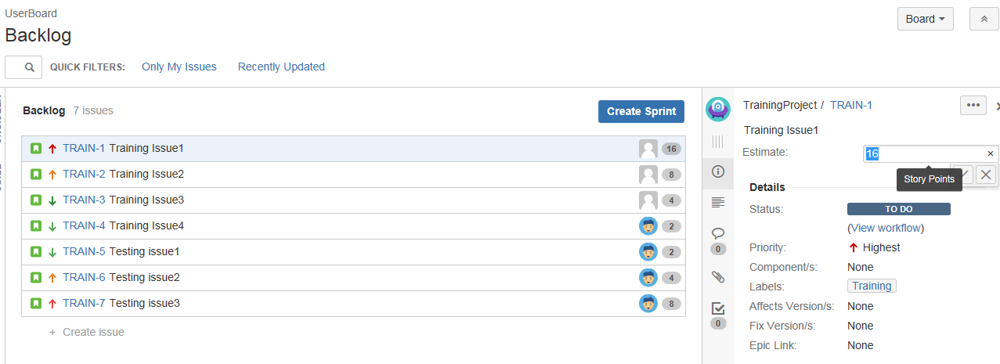 UserBoard
Board
Backlog
QUICK FILTERS: Only My Issues Recently Updated
Backlog 7 issues
Create Sprint
TRAIN-1 Training Issue1 16
TRAIN-2 Training Issue2 8
TRAIN-3 Training Issue3 4
TRAIN-4 Training Issue4 2
TRAIN-5 Testing issue1 2
TRAIN-6 Testing issue2 4
TRAIN-7 Testing issue3 8
+ Create issue
0
0
TrainingProject / TRAIN-1
•••
Training Issue1
Estimate: 16 ×
Story Points
Details
Status: TO DO
(View workflow)
Priority: Highest
Component/s: None
Labels: Training
Affects Version/s: None
Fix Version/s: None
Epic Link: None